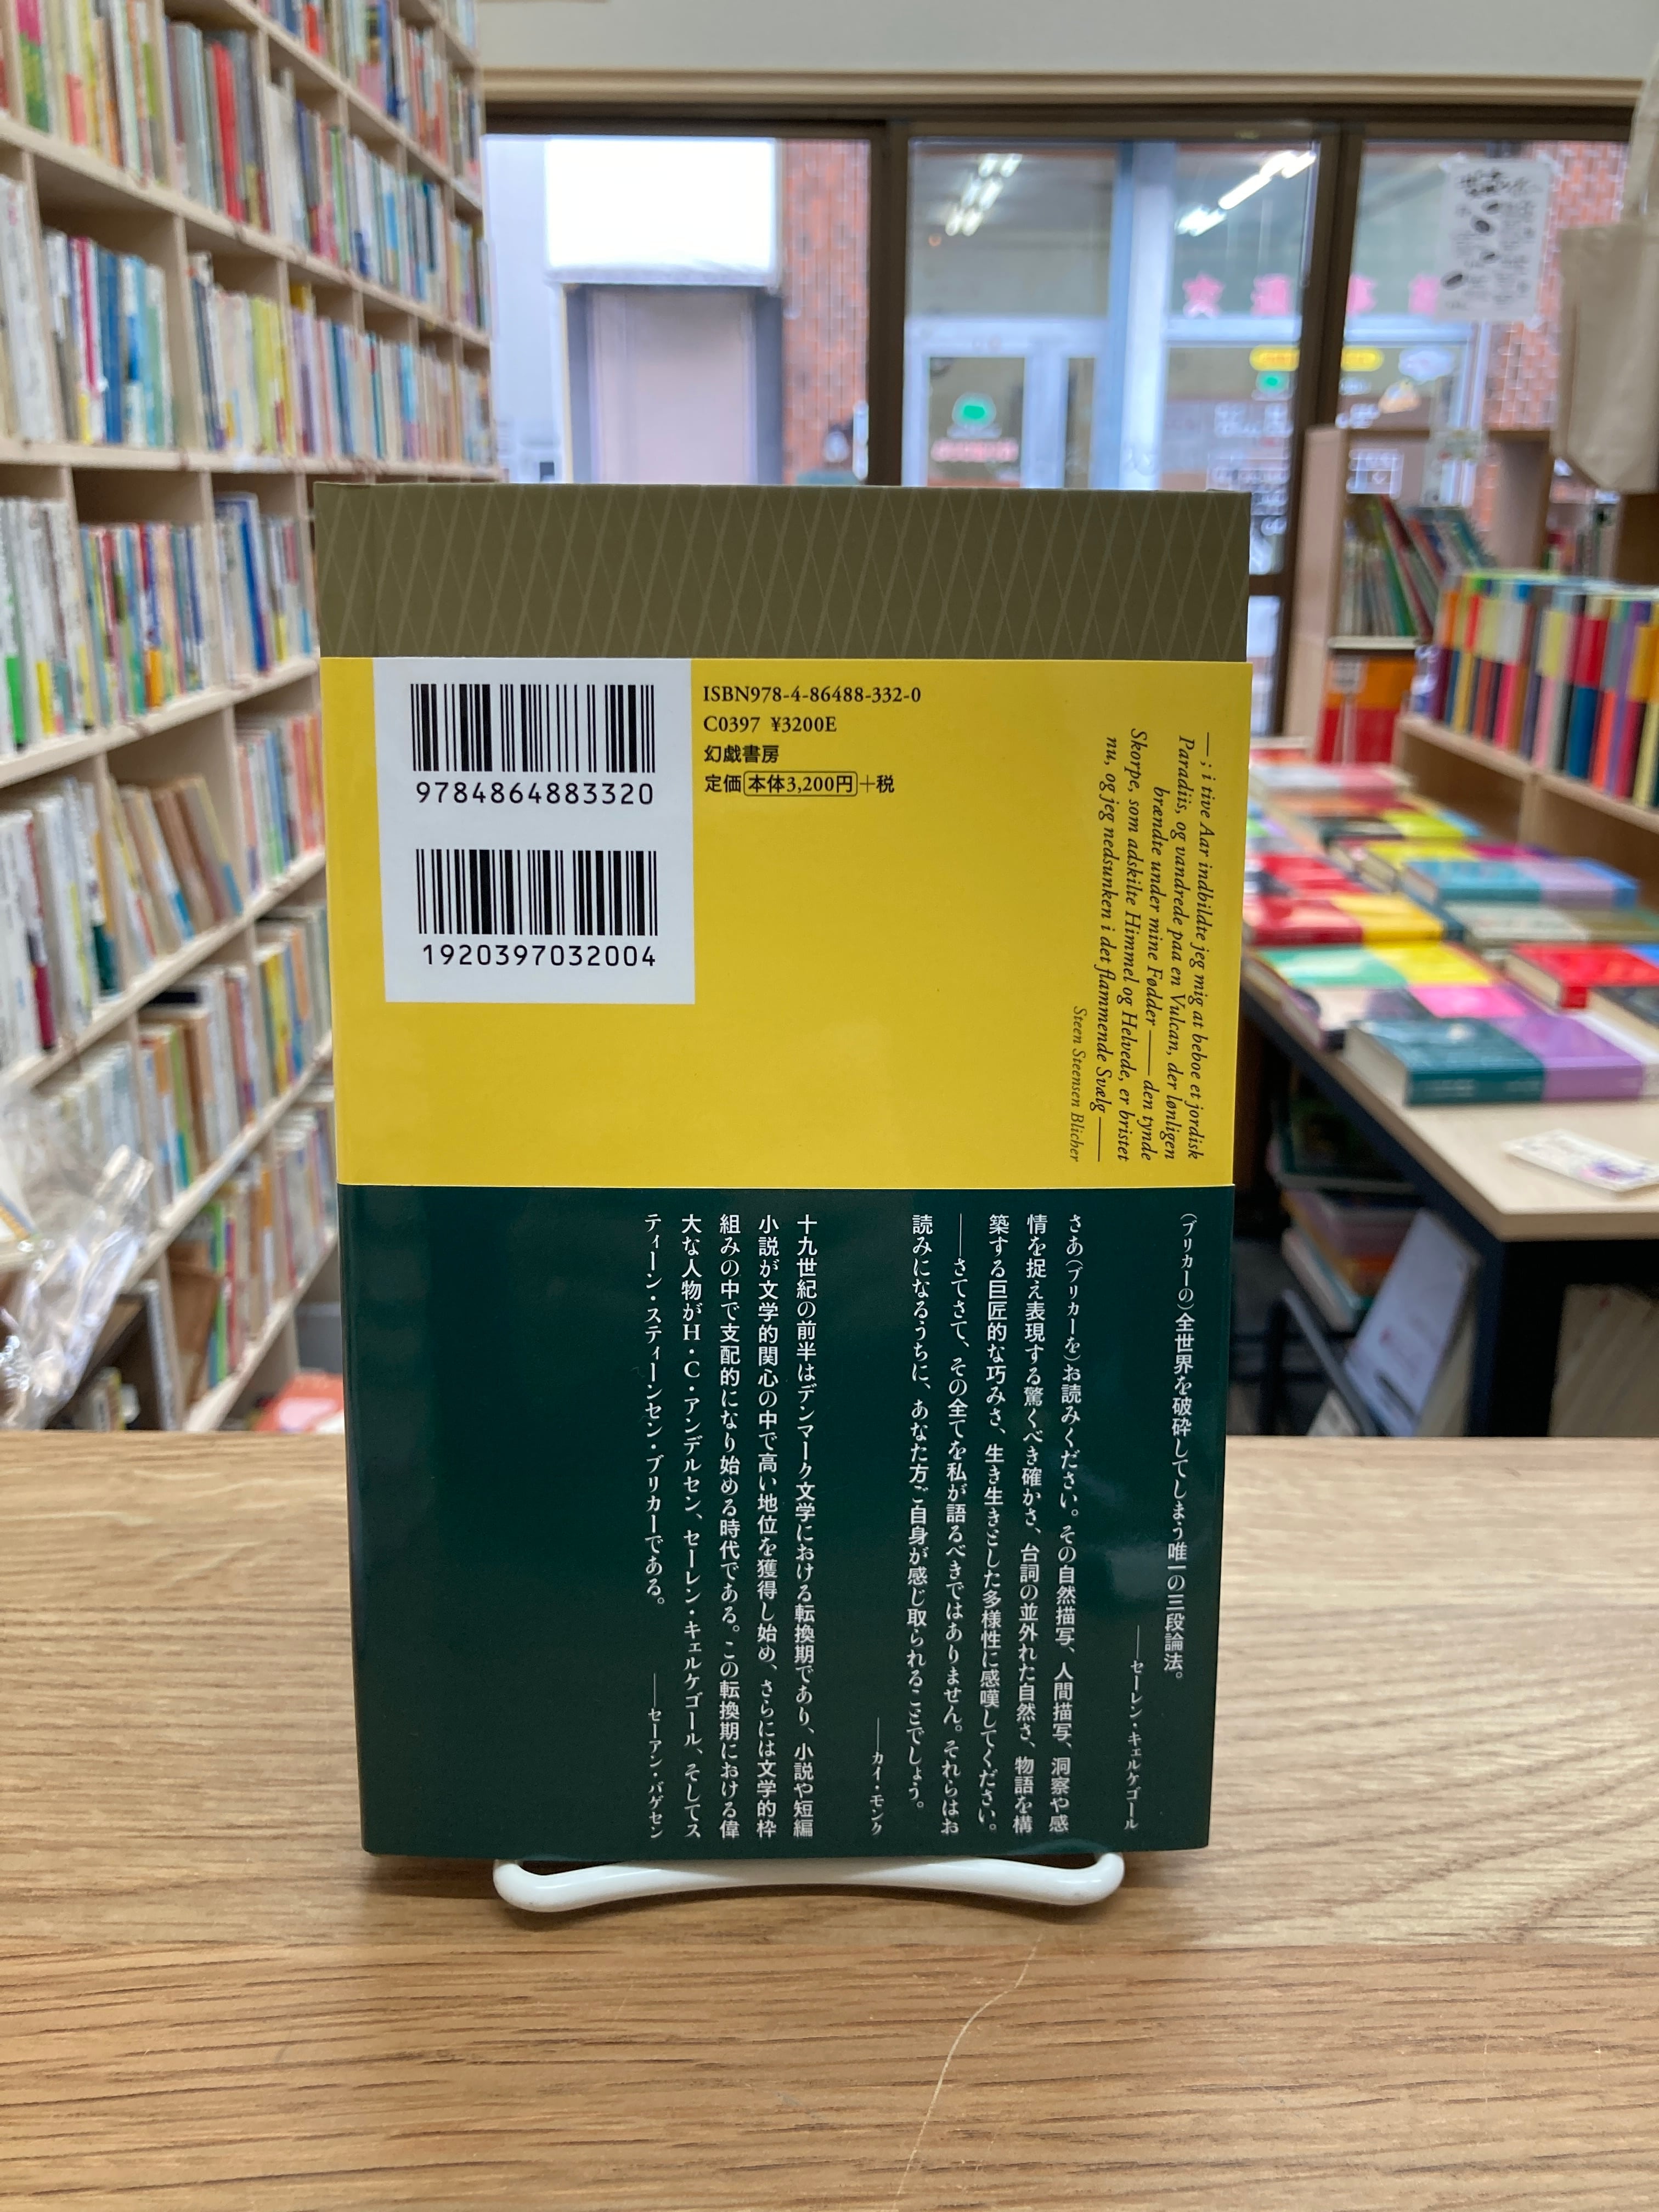 9784864883320
1920397032004
ISBN978-4-86488-332-0
C0397 ¥3200E
幻戯書房
定価本体3,200円+税
—; i tive Aar indbildte jeg mig at beboe et jordisk
Paradiis, og vandrede paa en Vulcan, der lønligen
brændte under mine Fødder —— den tynde
Skorpe, som adskilte Himmel og Helvede, er bristet
nu, og jeg nedsunken i det flammende Svælg ——
Steen Steensen Blicher
(ブリカーの)全世界を破砕してしまう唯一の三段論法。
——セーレン・キェルケゴール
さあ(ブリカーを)お読みください。その自然描写、人間描写、洞察や感
情を捉え表現する驚くべき確かさ、台詞の並外れた自然さ、物語を構
築する巨匠的な巧みさ、生き生きとした多様性に感嘆してください。
——さてさて、その全てを私が語るべきではありません。それらはお
読みになるうちに、あなた方ご自身が感じ取られることでしょう。
——カイ・モンク
十九世紀の前半はデンマーク文学における転換期であり、小説や短編
小説が文学的関心の中で高い地位を獲得し始め、さらには文学的枠
組みの中で支配的になり始める時代である。この転換期における偉
大な人物がH・C・アンデルセン、セーレン・キェルケゴール、そしてス
ティーン・スティーンセン・ブリカーである。
——セーアン・バゲセン